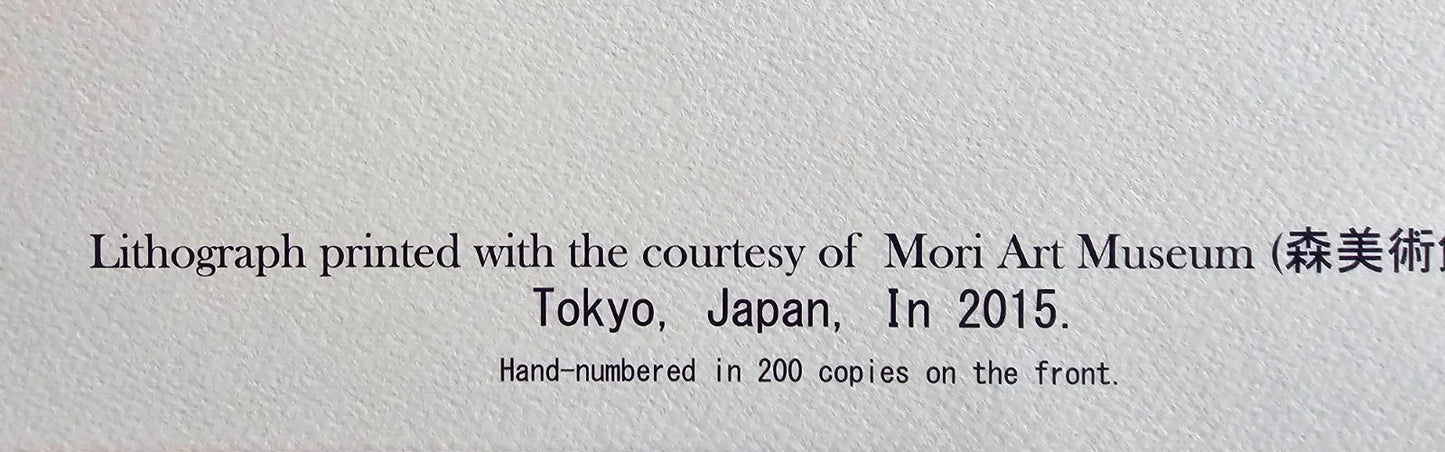 Lithograph printed with the courtesy of Mori Art Museum (森美術
Tokyo, Japan, In 2015.
Hand-numbered in 200 copies on the front.